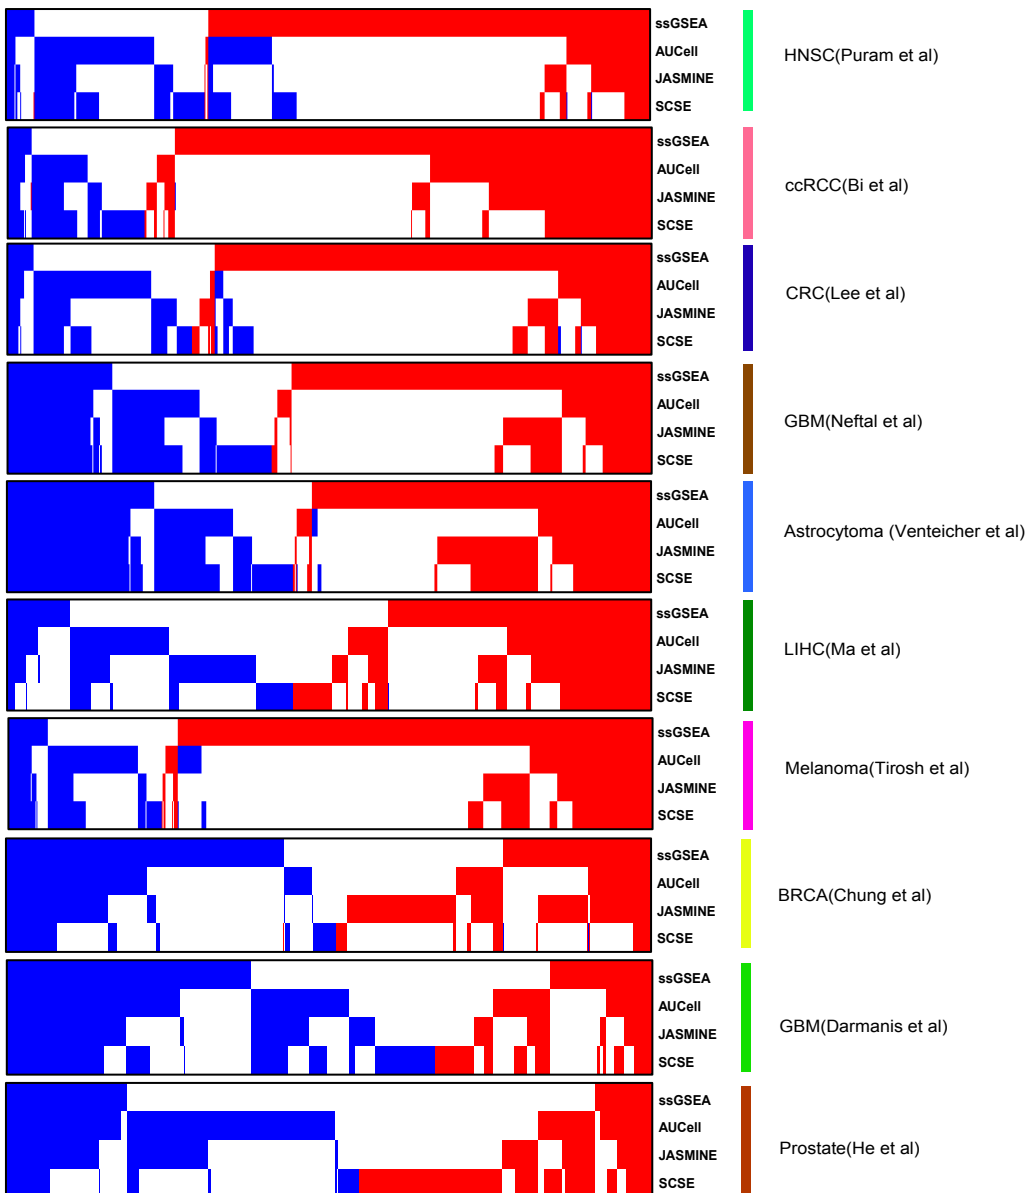 ssGSEA
AUCell
JASMINE
SCSE
HNSC(Puram et al)
ssGSEA
AUCell
JASMINE
SCSE
ccRCC(Bi et al)
ssGSEA
AUCell
JASMINE
SCSE
CRC(Lee et al)
ssGSEA
AUCell
JASMINE
SCSE
GBM(Neftal et al)
ssGSEA
AUCell
JASMINE
SCSE
Astrocytoma (Venteicher et al)
ssGSEA
AUCell
JASMINE
SCSE
LIHC(Ma et al)
ssGSEA
AUCell
JASMINE
SCSE
Melanoma(Tirosh et al)
ssGSEA
AUCell
JASMINE
SCSE
BRCA(Chung et al)
ssGSEA
AUCell
JASMINE
SCSE
GBM(Darmanis et al)
ssGSEA
AUCell
JASMINE
SCSE
Prostate(He et al)